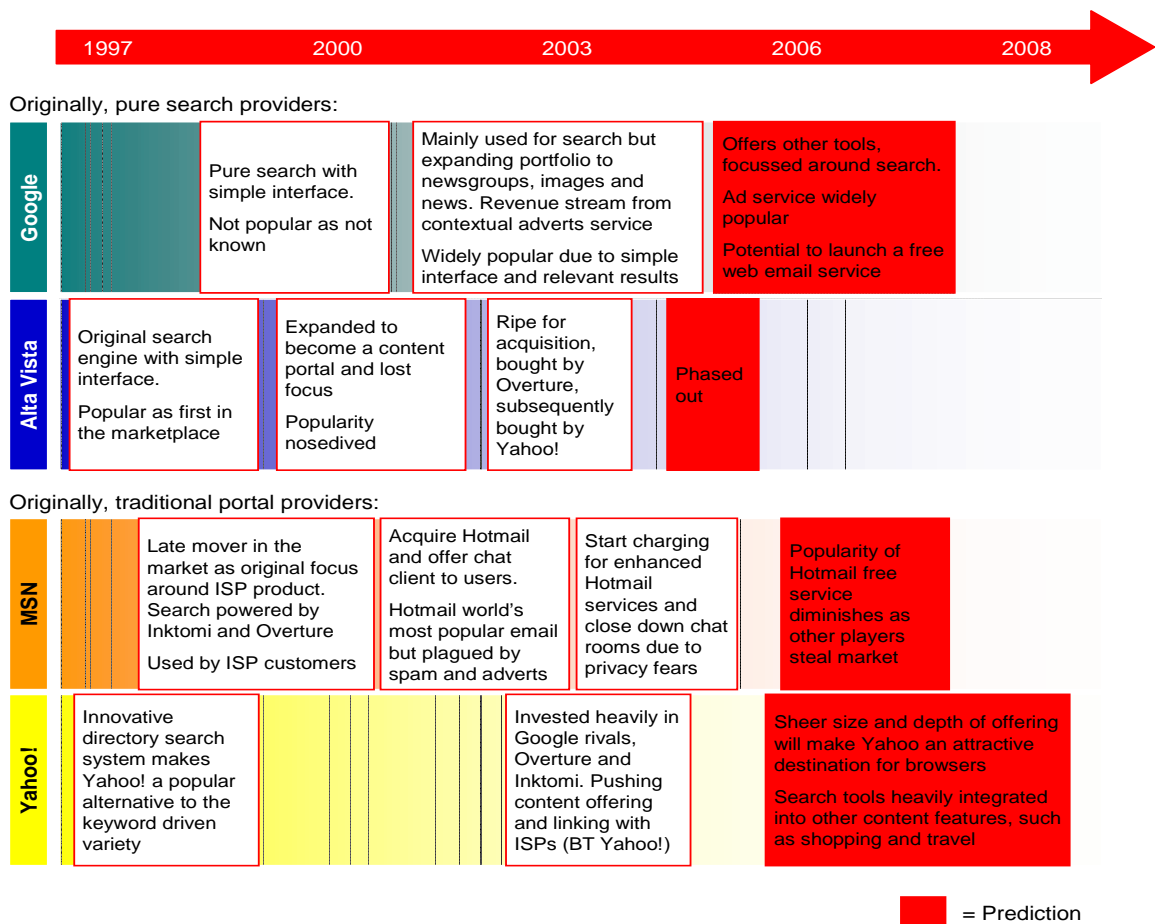 1997 2000 2003 2006 2008
Originally, pure search providers:
Google
Pure search with
simple interface.
Not popular as not
known
Mainly used for search but
expanding portfolio to
newsgroups, images and
news. Revenue stream from
contextual adverts service
Widely popular due to simple
interface and relevant results
Offers other tools,
focussed around search.
Ad service widely
popular
Potential to launch a free
web email service
Alta Vista
Original search
engine with simple
interface.
Popular as first in
the marketplace
Expanded to
become a content
portal and lost
focus
Popularity
nosedived
Ripe for
acquisition,
bought by
Overture,
subsequently
bought by
Yahoo!
Phased
out
Originally, traditional portal providers:
MSN
Late mover in the
market as original focus
around ISP product.
Search powered by
Inktomi and Overture
Used by ISP customers
Acquire Hotmail
and offer chat
client to users.
Hotmail world's
most popular email
but plagued by
spam and adverts
Start charging
for enhanced
Hotmail
services and
close down chat
rooms due to
privacy fears
Popularity of
Hotmail free
service
diminishes as
other players
steal market
Yahoo!
Innovative
directory search
system makes
Yahoo! a popular
alternative to the
keyword driven
variety
Invested heavily in
Google rivals,
Overture and
Inktomi. Pushing
content offering
and linking with
ISPs (BT Yahoo!)
Sheer size and depth of offering
will make Yahoo an attractive
destination for browsers
Search tools heavily integrated
into other content features, such
as shopping and travel
= Prediction